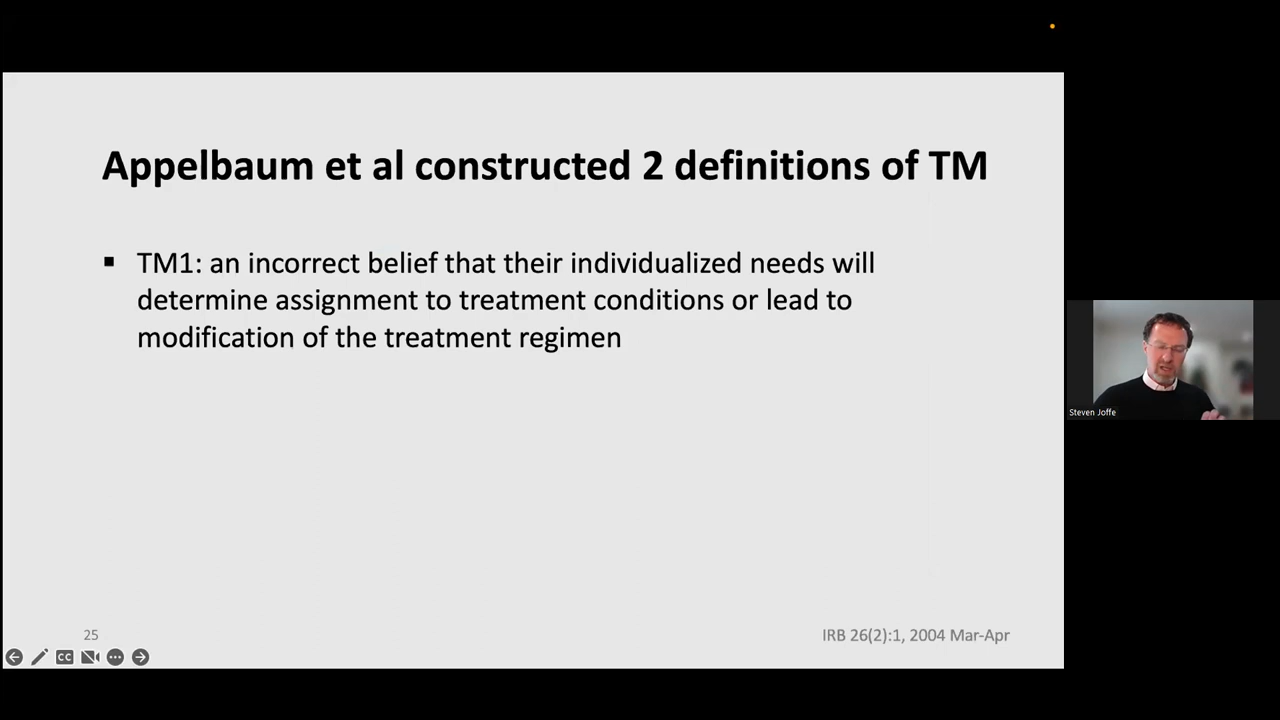 Appelbaum et al constructed 2 definitions of TM
▪ TM1: an incorrect belief that their individualized needs will
determine assignment to treatment conditions or lead to
modification of the treatment regimen
Steven Joffe
25
IRB 26(2):1, 2004 Mar-Apr
CC